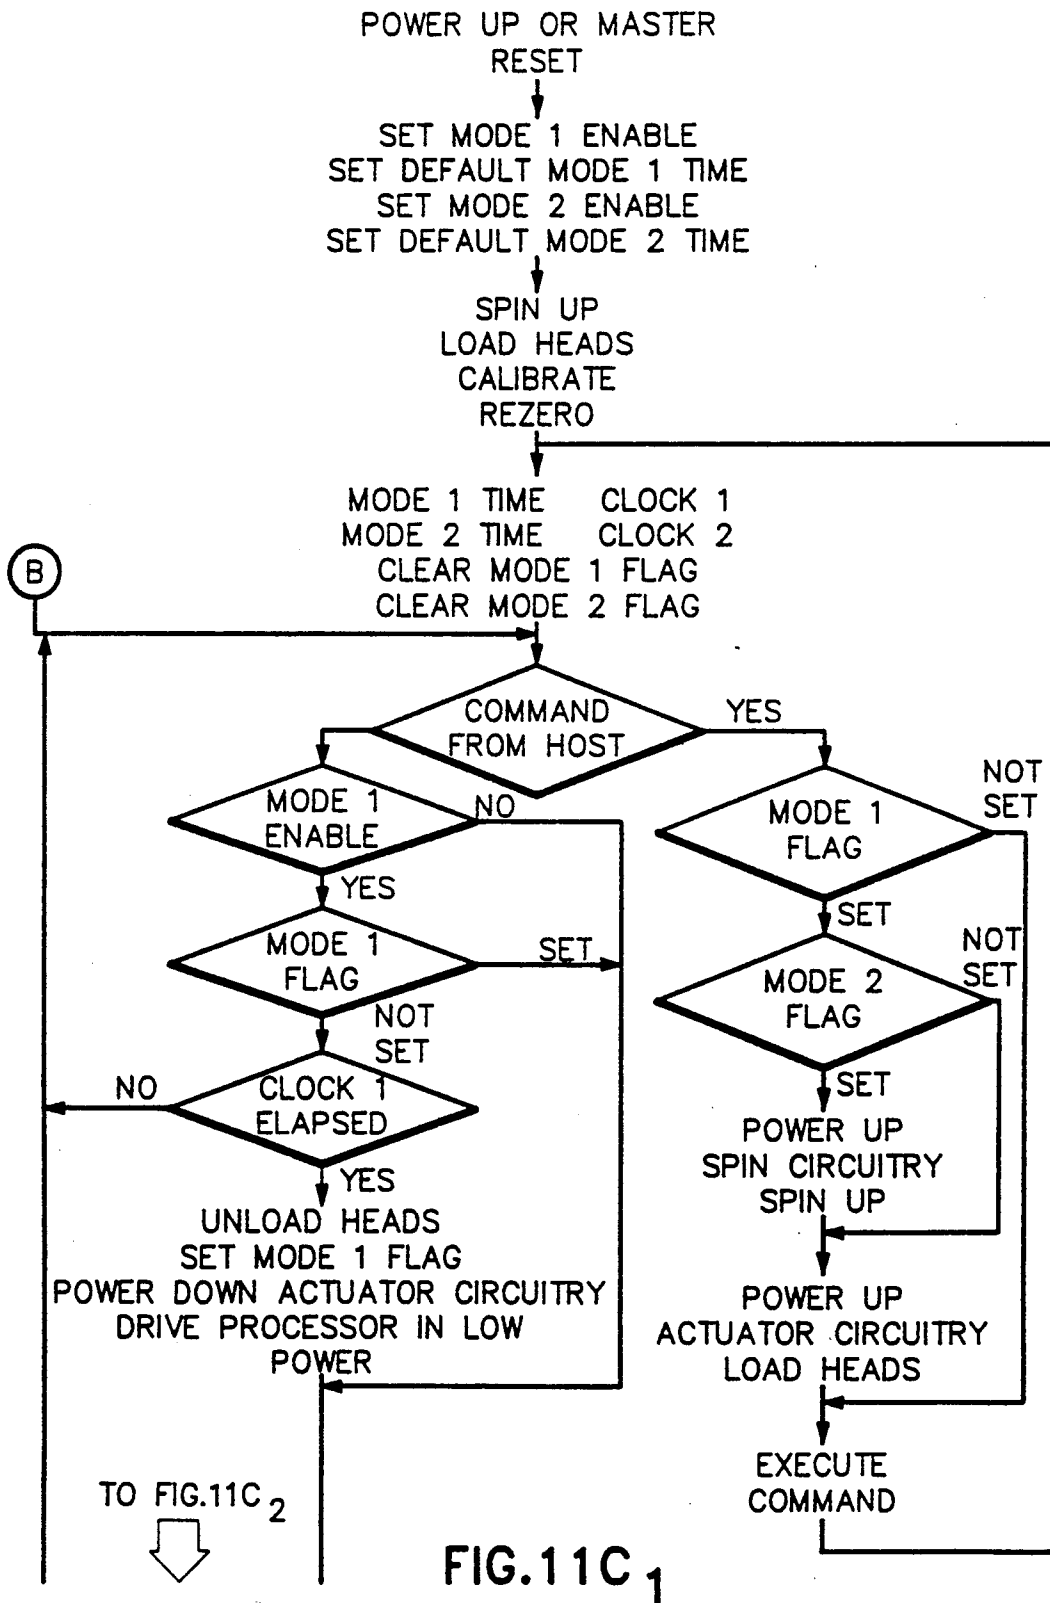 POWER UP OR MASTER
RESET
SET MODE 1 ENABLE
SET DEFAULT MODE 1 TIME
SET MODE 2 ENABLE
SET DEFAULT MODE 2 TIME
SPIN UP
LOAD HEADS
CALIBRATE
REZERO
MODE 1 TIME CLOCK 1
MODE 2 TIME CLOCK 2
CLEAR MODE 1 FLAG
CLEAR MODE 2 FLAG
B
COMMAND
FROM HOST
YES
MODE 1
ENABLE
NO
YES
MODE 1
FLAG
SET
NOT
SET
CLOCK 1
ELAPSED
NO
YES
UNLOAD HEADS
SET MODE 1 FLAG
POWER DOWN ACTUATOR CIRCUITRY
DRIVE PROCESSOR IN LOW
POWER
MODE 1
FLAG
NOT
SET
SET
MODE 2
FLAG
NOT
SET
SET
POWER UP
SPIN CIRCUITRY
SPIN UP
POWER UP
ACTUATOR CIRCUITRY
LOAD HEADS
EXECUTE
COMMAND
TO FIG.11C 2
FIG.11C 1